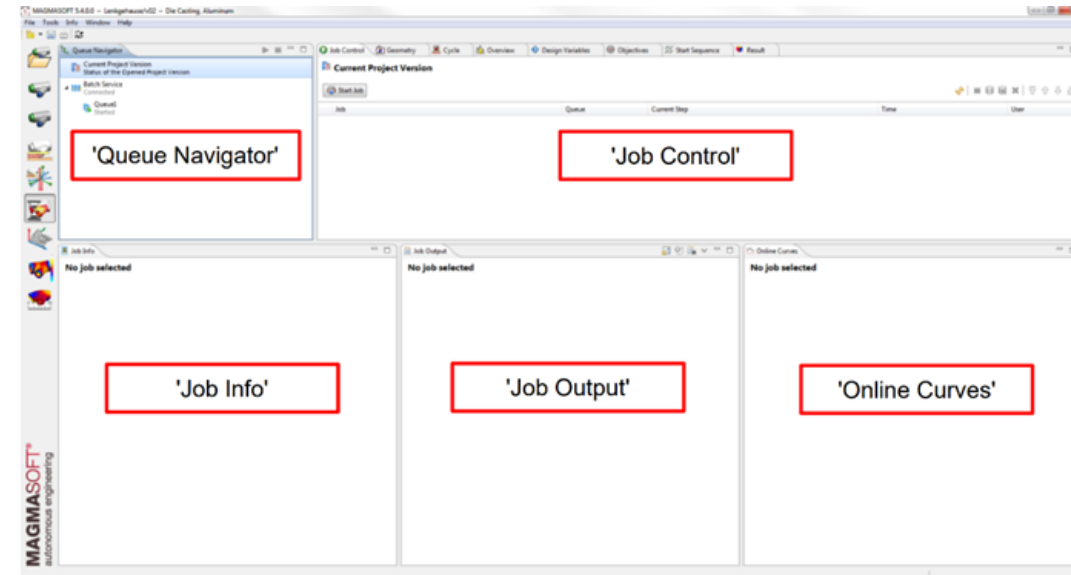 MAGMASOFT 5.4.0.0 - Lenkgehause/v02 - Die Casting, Aluminum
File Tools Info Window Help
Queue Navigator
Job Control Geometry Cycle Overview Design Variables Objectives Start Sequence Result
Current Project Version
Status of the Opened Project Version
Batch Service
Connected
Queue1
Started
Current Project Version
Start Job
Job Queue Current Step Time User
'Queue Navigator'
'Job Control'
Job Info
No job selected
Job Output
No job selected
Online Curves
No job selected
'Job Info'
'Job Output'
'Online Curves'
MAGMASOFT®
autonomous engineering